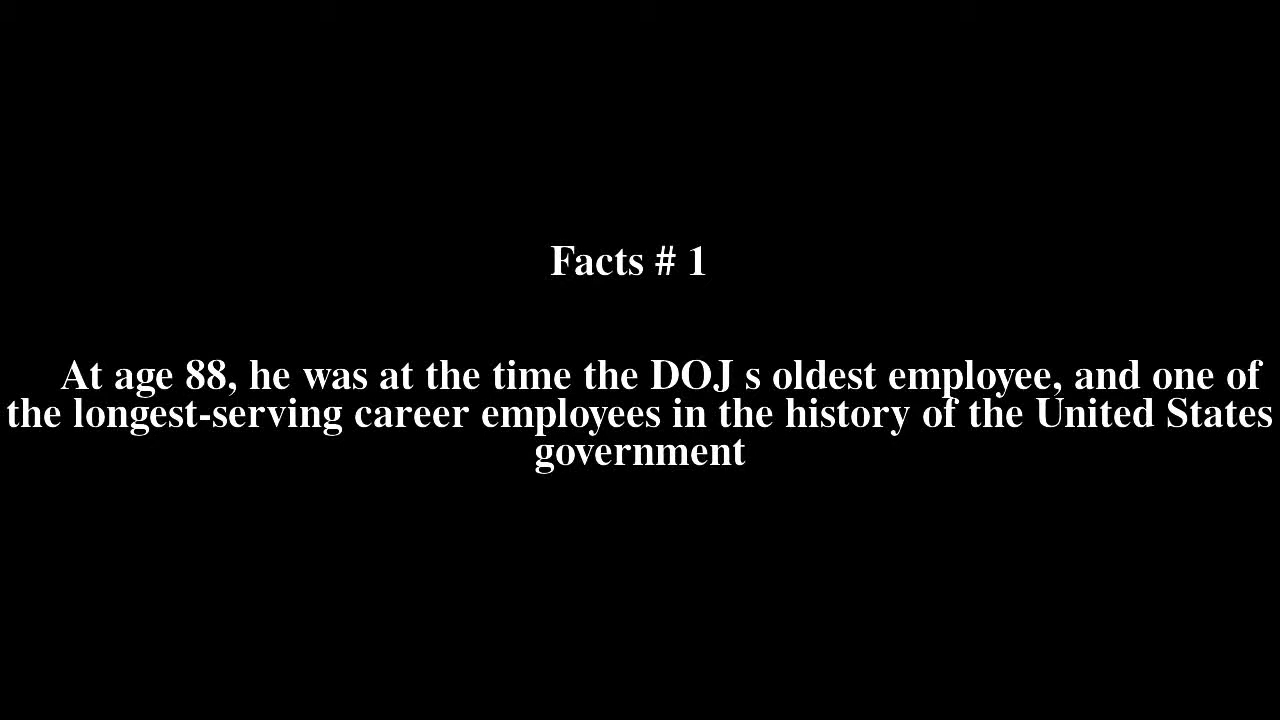 Facts # 1
At age 88, he was at the time the DOJ s oldest employee, and one of
the longest-serving career employees in the history of the United States
government